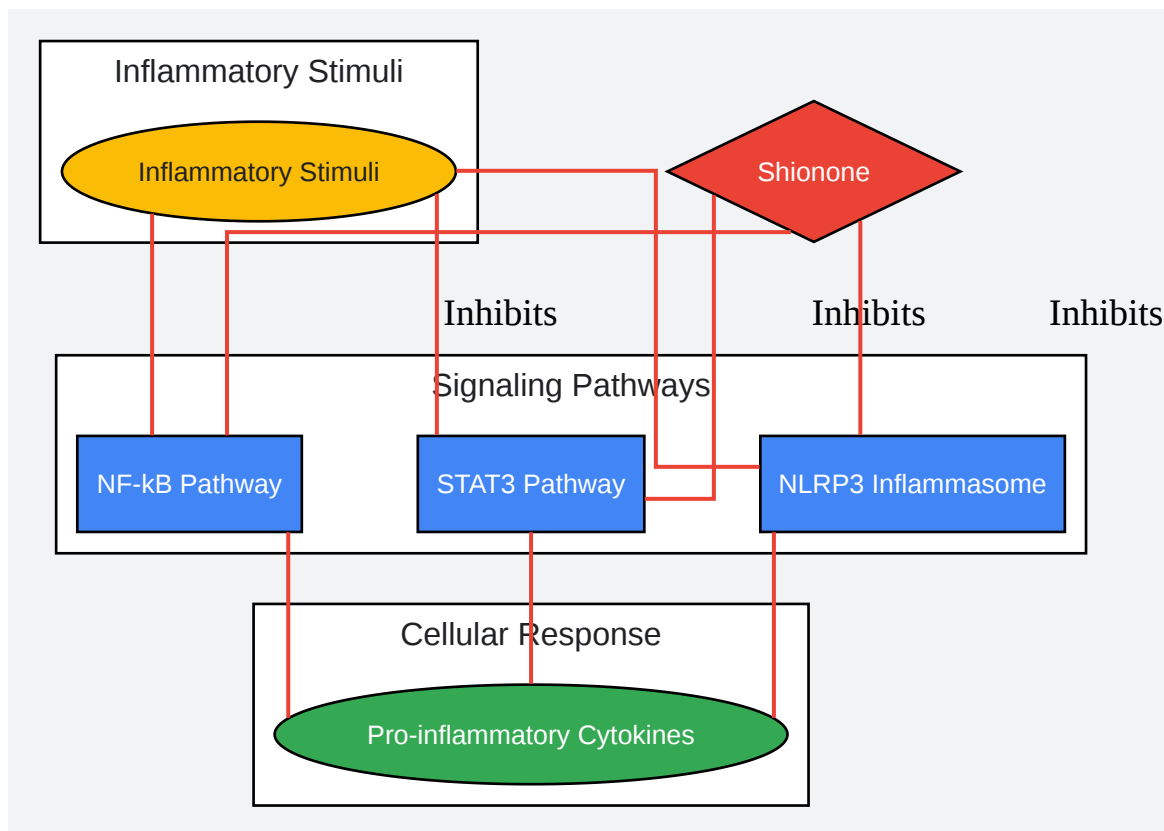 Inflammatory Stimuli
Inflammatory Stimuli
Shionone
Inhibits
Inhibits
Inhibits
Signaling Pathways
NF-kB Pathway
STAT3 Pathway
NLRP3 Inflammasome
Cellular Response
Pro-inflammatory Cytokines